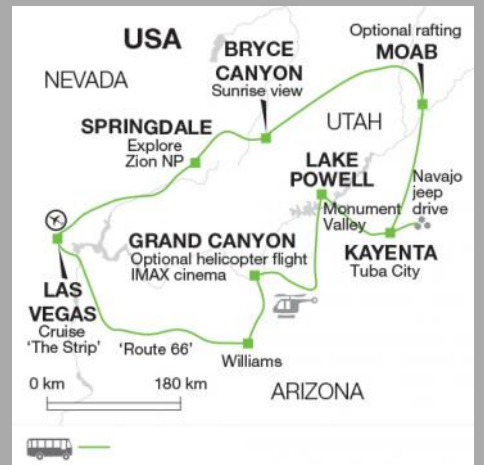 USA
NEVADA
BRYCE
CANYON
Sunrise view
Optional rafting
MOAB
SPRINGDALE
Explore
Zion NP
UTAH
LAKE
POWELL
Navajo
jeep
drive
Monument
Valley
KAYENTA
Tuba City
GRAND CANYON
Optional helicopter flight
IMAX cinema
LAS
VEGAS
Cruise
'The Strip'
'Route 66'
Williams
ARIZONA
0 km 180 km